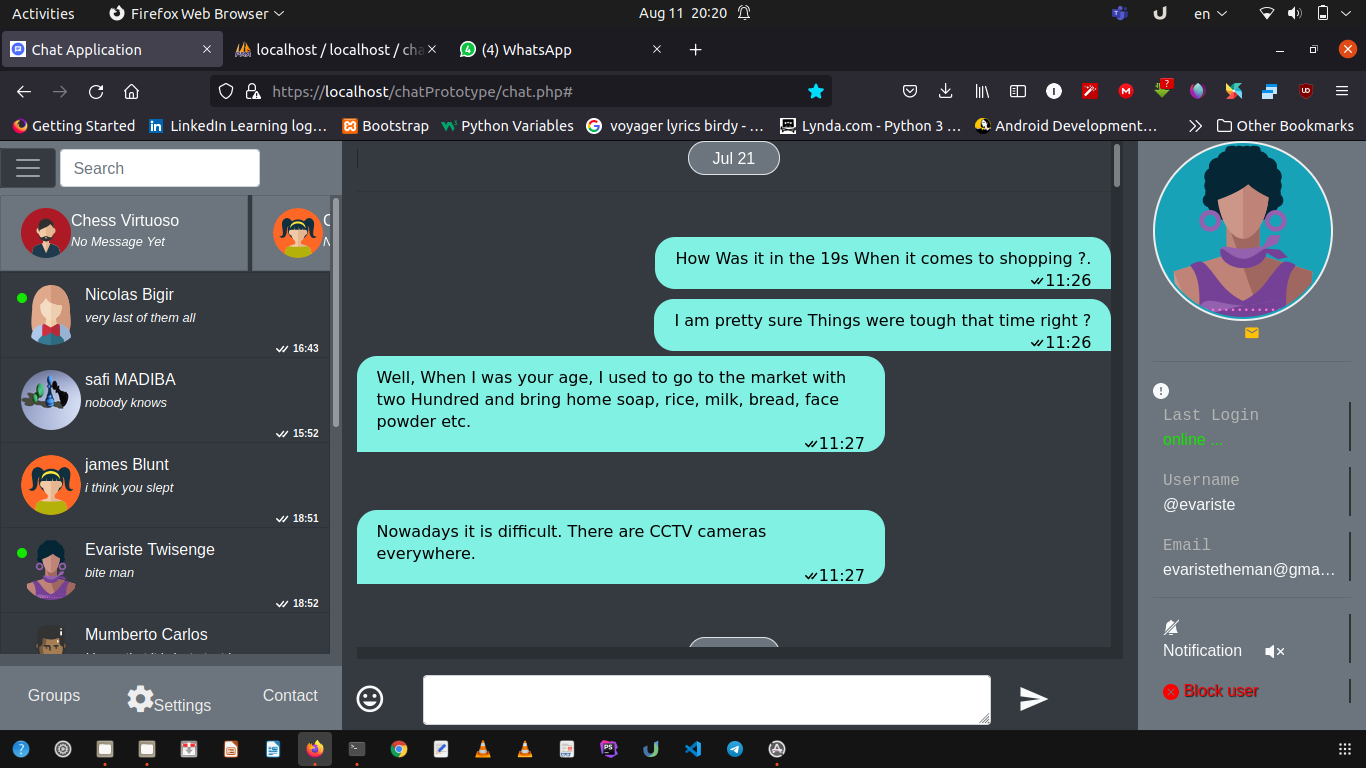 Activities Firefox Web Browser Aug 11 20:20 en
Chat Application localhost / localhost / cha (4) WhatsApp
https://localhost/chatPrototype/chat.php#
Getting Started LinkedIn Learning log… Bootstrap Python Variables voyager lyrics birdy - … Lynda.com - Python 3 … Android Development… Other Bookmarks
Search
Chess Virtuoso
No Message Yet
Nicolas Bigir
very last of them all
16:43
safi MADIBA
nobody knows
15:52
james Blunt
i think you slept
18:51
Evariste Twisenge
bite man
18:52
Mumberto Carlos
Groups Settings Contact
Jul 21
How Was it in the 19s When it comes to shopping ?.
11:26
I am pretty sure Things were tough that time right ?
11:26
Well, When I was your age, I used to go to the market with
two Hundred and bring home soap, rice, milk, bread, face
powder etc.
11:27
Nowadays it is difficult. There are CCTV cameras
everywhere.
11:27
Last Login
online ...
Username
@evariste
Email
evaristetheman@gma...
Notification
Block user